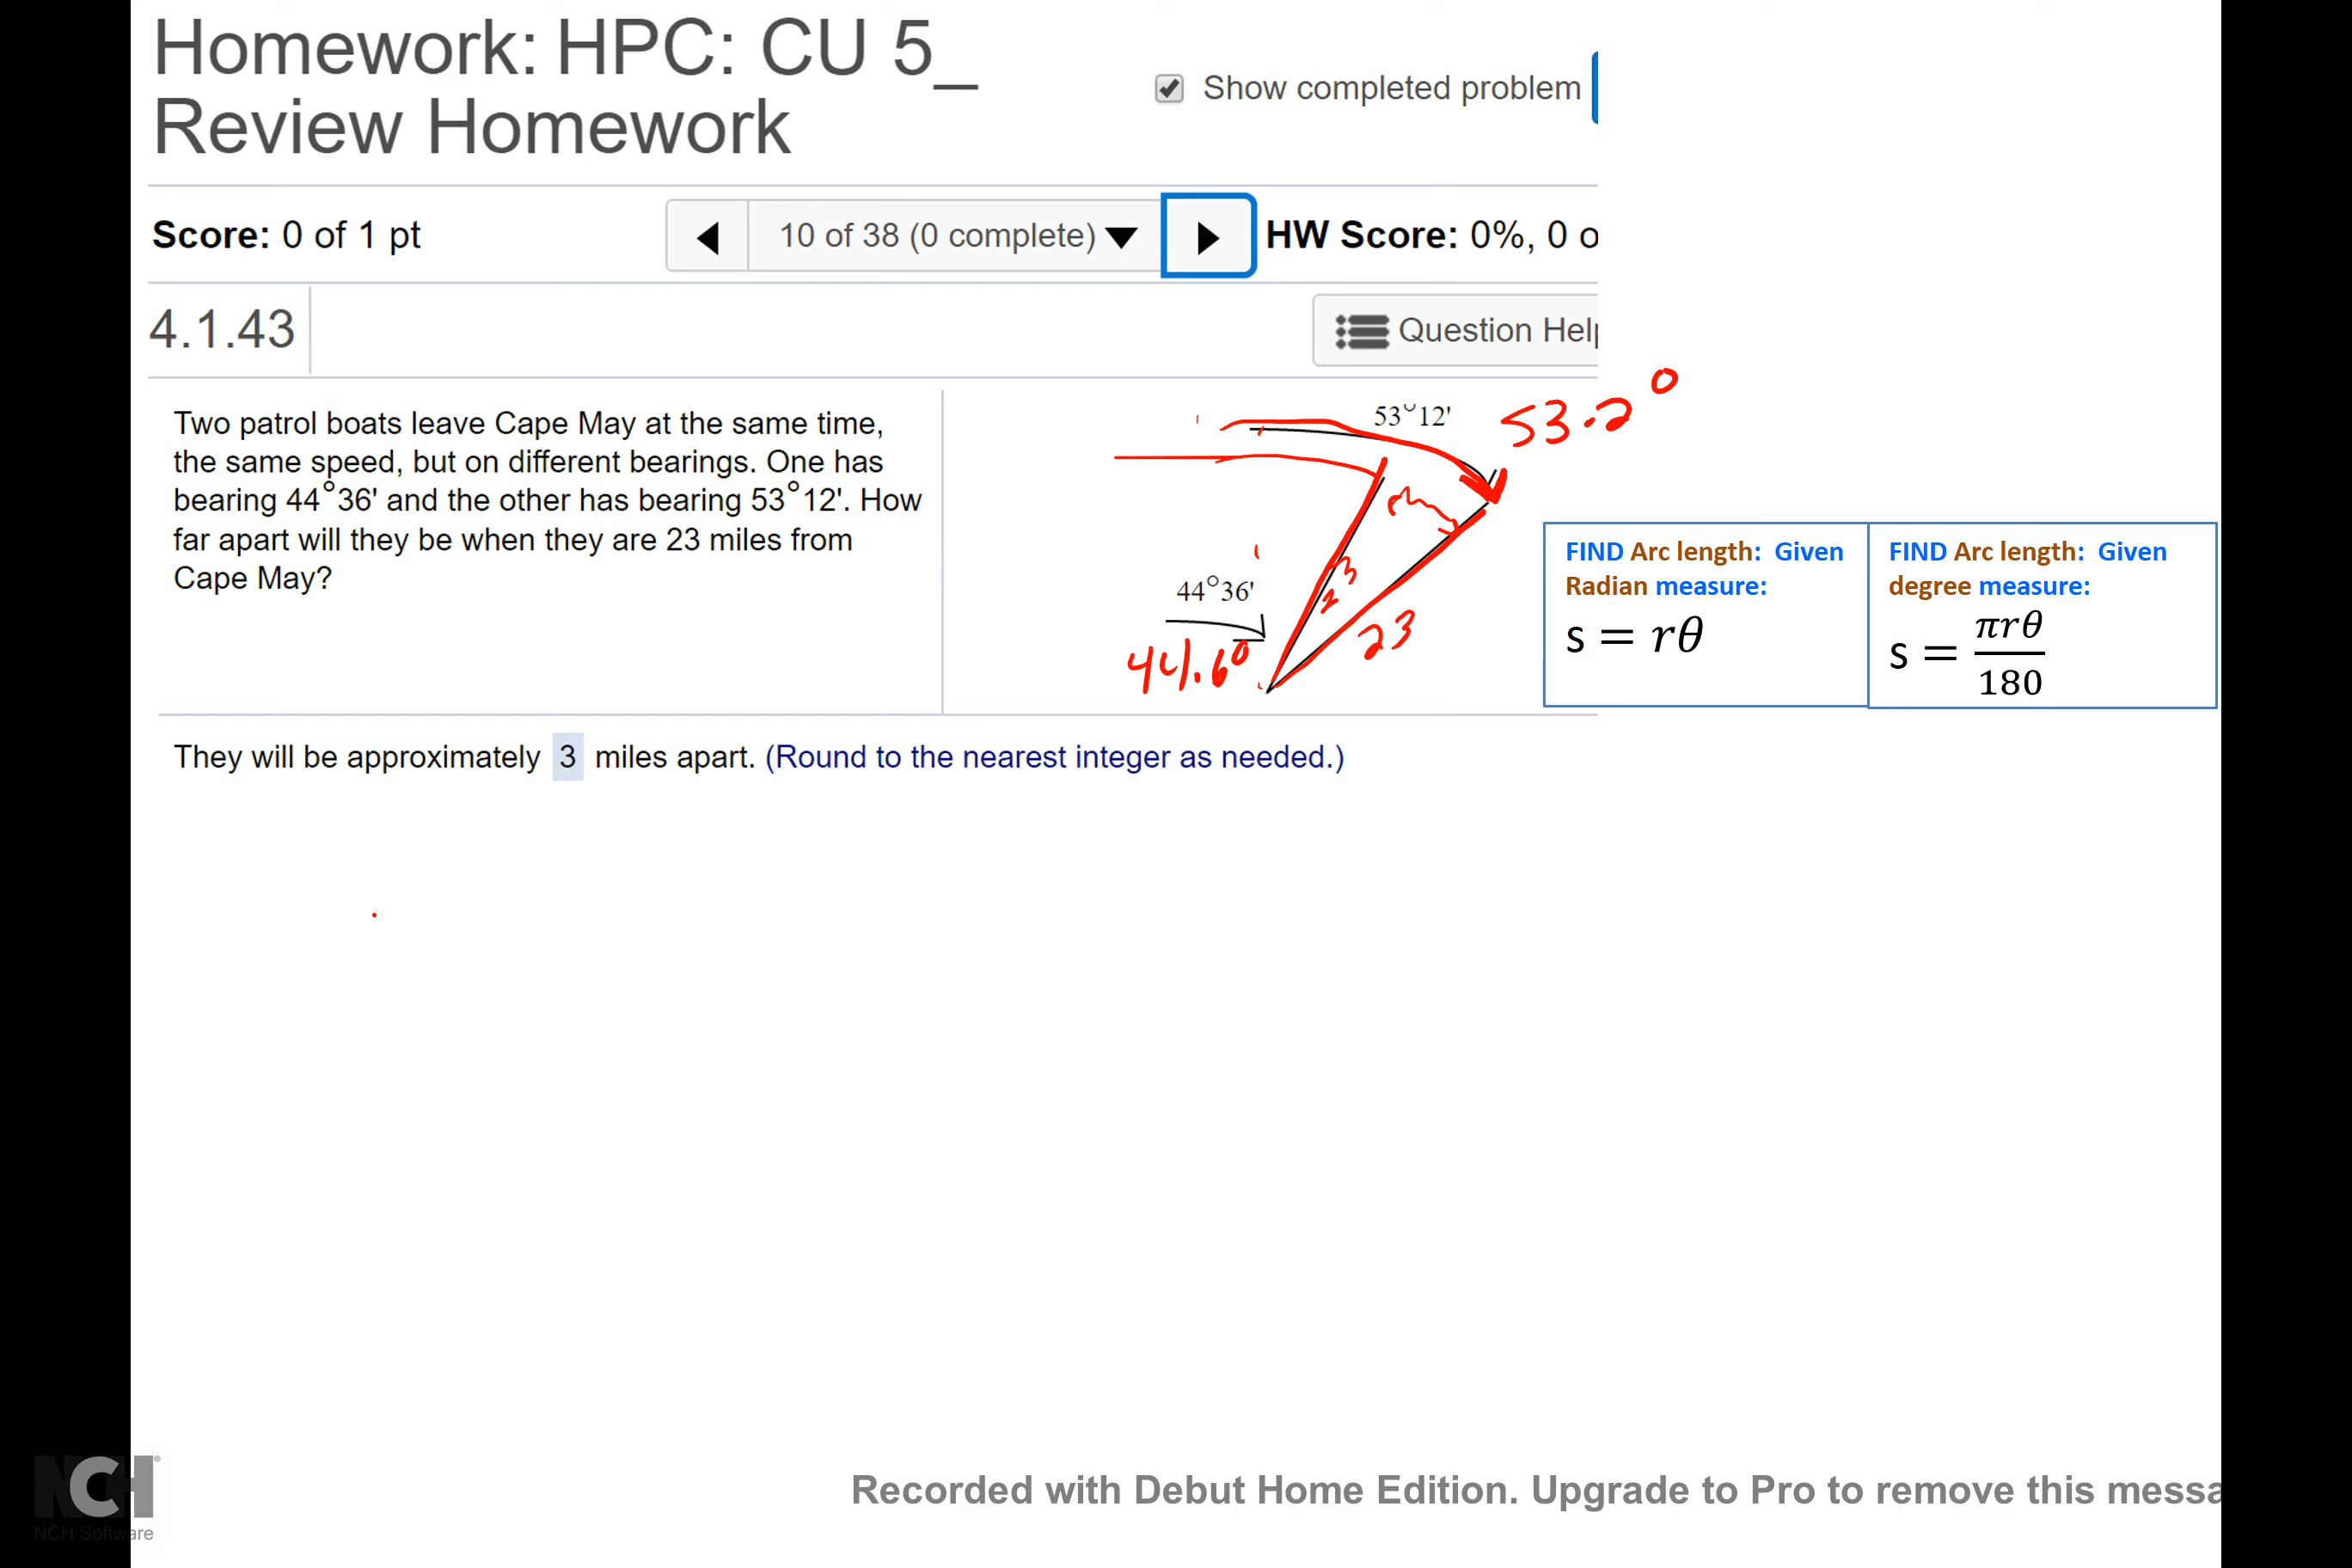 Homework: HPC: CU 5_
Review Homework
Show completed problem
Score: 0 of 1 pt
10 of 38 (0 complete)
HW Score: 0%, 0 o
4.1.43
Question Help
Two patrol boats leave Cape May at the same time,
the same speed, but on different bearings. One has
bearing 44°36' and the other has bearing 53°12'. How
far apart will they be when they are 23 miles from
Cape May?
53°12'
53.2°
44°36'
44.6°
23
23
FIND Arc length: Given
Radian measure:
s = rθ
FIND Arc length: Given
degree measure:
s = πrθ/180
They will be approximately 3 miles apart. (Round to the nearest integer as needed.)
NCH®
NCH Software
Recorded with Debut Home Edition. Upgrade to Pro to remove this messa